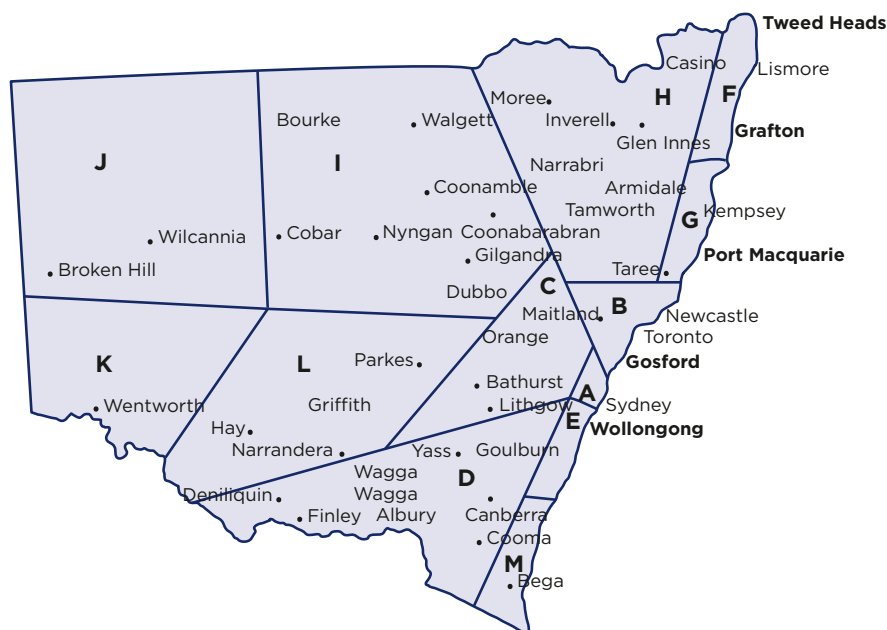 Tweed Heads
Casino
Lismore
Moree
H
F
Bourke
Walgett
Inverell
Grafton
Glen Innes
J
I
Narrabri
Coonamble
Armidale
Tamworth
G
Kempsey
Wilcannia
Cobar
Nyngan
Coonabarabran
Gilgandra
Port Macquarie
Broken Hill
Taree
Dubbo
C
B
Maitland
Newcastle
Orange
Toronto
K
L
Parkes
Gosford
Bathurst
A
Wentworth
Griffith
Lithgow
Sydney
E
Wollongong
Hay
Narrandera
Yass
Goulburn
Wagga
Wagga
D
Deniliquin
Finley
Albury
Canberra
Cooma
M
Bega